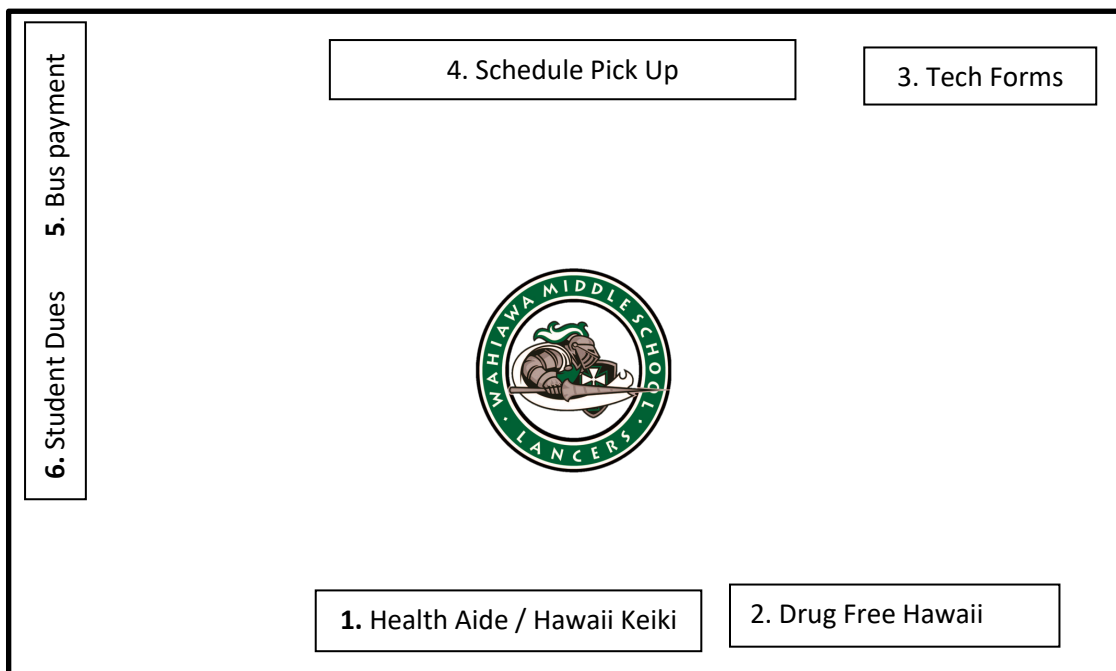 4. Schedule Pick Up
3. Tech Forms
5. Bus payment
6. Student Dues
WAHIAWA MIDDLE SCHOOL
· LANCERS ·
1. Health Aide / Hawaii Keiki
2. Drug Free Hawaii